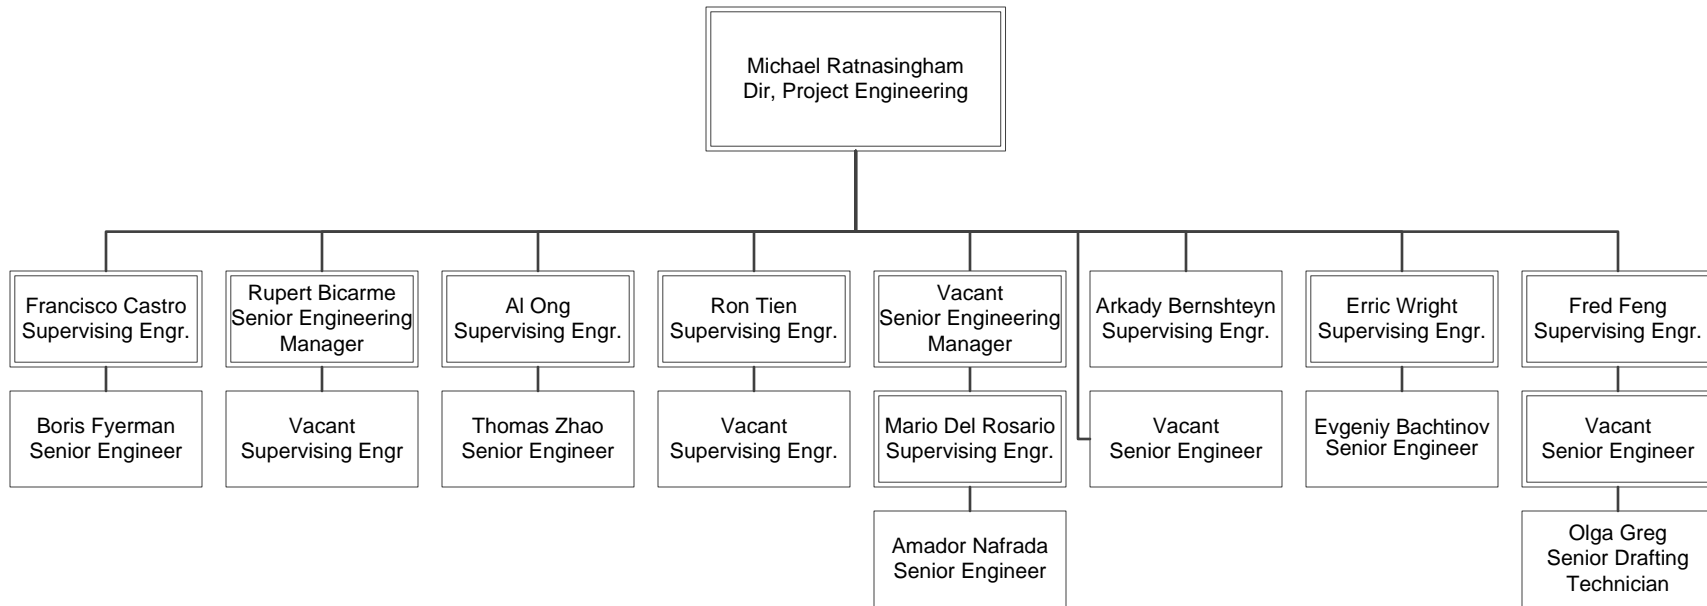 Michael Ratnasingham
Dir, Project Engineering
Francisco Castro
Supervising Engr.
Rupert Bicarme
Senior Engineering
Manager
Al Ong
Supervising Engr.
Ron Tien
Supervising Engr.
Vacant
Senior Engineering
Manager
Arkady Bernshteyn
Supervising Engr.
Erric Wright
Supervising Engr.
Fred Feng
Supervising Engr.
Boris Fyerman
Senior Engineer
Vacant
Supervising Engr
Thomas Zhao
Senior Engineer
Vacant
Supervising Engr.
Mario Del Rosario
Supervising Engr.
Vacant
Senior Engineer
Evgeniy Bachtinov
Senior Engineer
Vacant
Senior Engineer
Amador Nafrada
Senior Engineer
Olga Greg
Senior Drafting
Technician